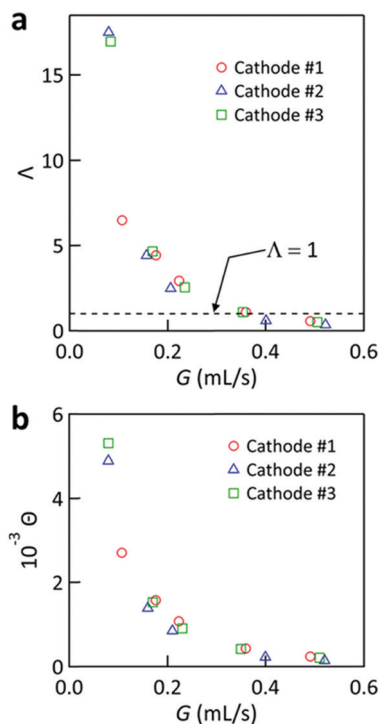 a
Cathode #1
Cathode #2
Cathode #3
15
10
5
0
Λ
Λ = 1
0.0 0.2 0.4 0.6
G (mL/s)
b
Cathode #1
Cathode #2
Cathode #3
6
4
2
0
10⁻³ Θ
0.0 0.2 0.4 0.6
G (mL/s)